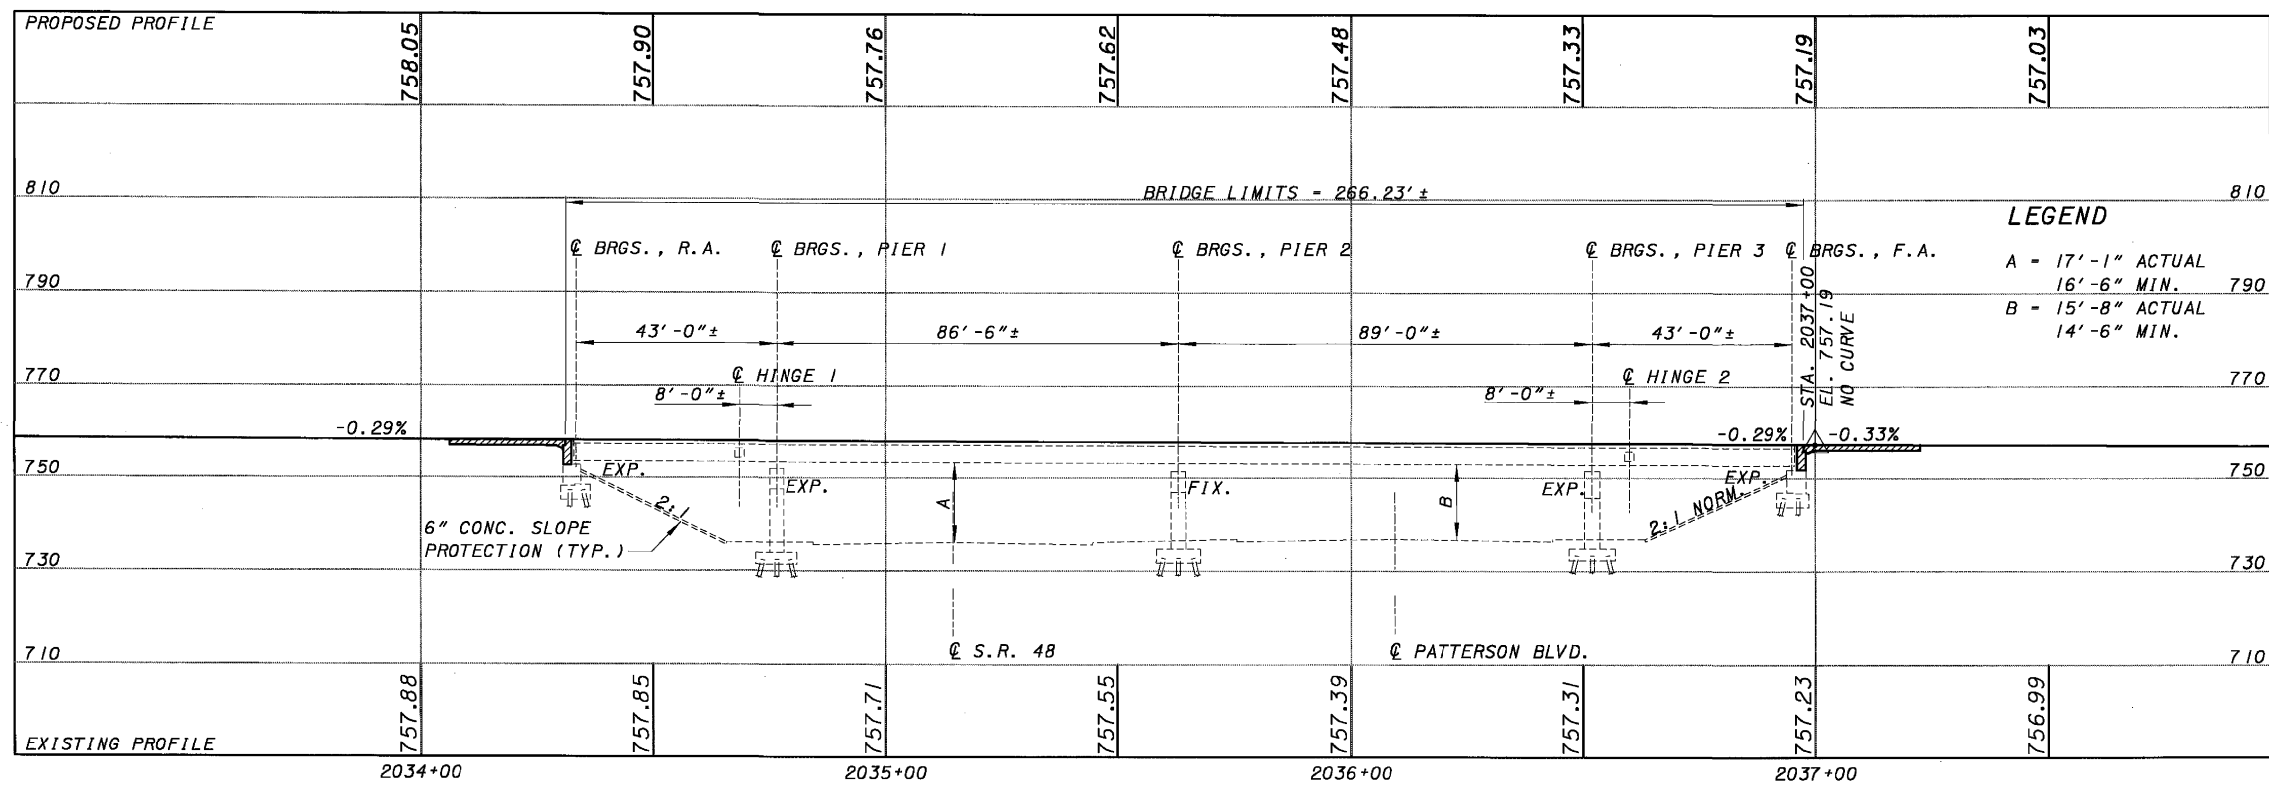 PROPOSED PROFILE
758.05
757.90
757.76
757.62
757.48
757.33
757.19
757.03
810
BRIDGE LIMITS = 266.23' ±
810
LEGEND
℄ BRGS., R.A.
℄ BRGS., PIER 1
℄ BRGS., PIER 2
℄ BRGS., PIER 3
℄ BRGS., F.A.
A = 17'-1" ACTUAL
16'-6" MIN.
B = 15'-8" ACTUAL
14'-6" MIN.
790
790
STA. 2037+00
EL. 757.19
NO CURVE
43'-0"±
86'-6"±
89'-0"±
43'-0"±
770
℄ HINGE 1
℄ HINGE 2
770
8'-0"±
8'-0"±
-0.29%
-0.29%
-0.33%
750
EXP.
EXP.
A
FIX.
B
EXP.
EXP.
750
2:1
2:1 NORM.
6" CONC. SLOPE
PROTECTION (TYP.)
730
730
710
℄ S.R. 48
℄ PATTERSON BLVD.
710
757.88
757.85
757.71
757.55
757.39
757.31
757.23
756.99
EXISTING PROFILE
2034+00
2035+00
2036+00
2037+00